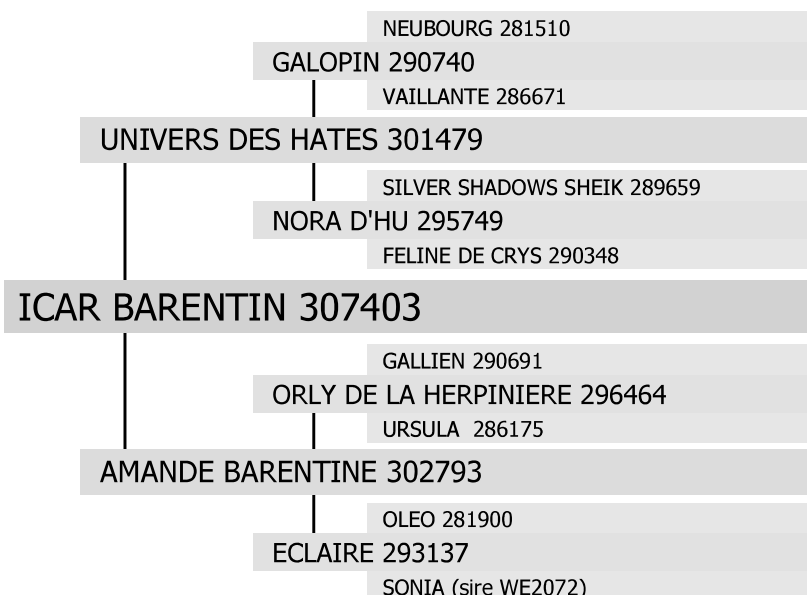 NEUBOURG 281510
GALOPIN 290740
VAILLANTE 286671
UNIVERS DES HATES 301479
SILVER SHADOWS SHEIK 289659
NORA D'HU 295749
FELINE DE CRYS 290348
ICAR BARENTIN 307403
GALLIEN 290691
ORLY DE LA HERPINIERE 296464
URSULA 286175
AMANDE BARENTINE 302793
OLEO 281900
ECLAIRE 293137
SONIA (sire WE2072)